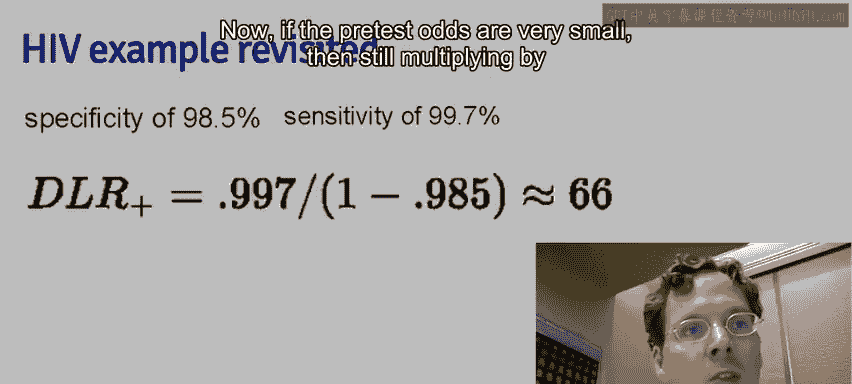 Now, if the pretest odds are very small,
then still multiplying by
HIV example revisited
specificity of 98.5% sensitivity of 99.7%
DLR₊ = .997/(1 − .985) ≈ 66